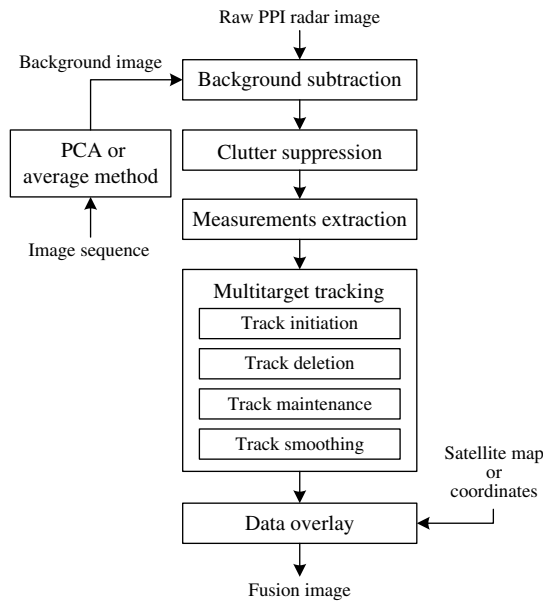 Raw PPI radar image
Background image
Background subtraction
PCA or
average method
Clutter suppression
Measurements extraction
Image sequence
Multitarget tracking
Track initiation
Track deletion
Track maintenance
Track smoothing
Satellite map
or
coordinates
Data overlay
Fusion image